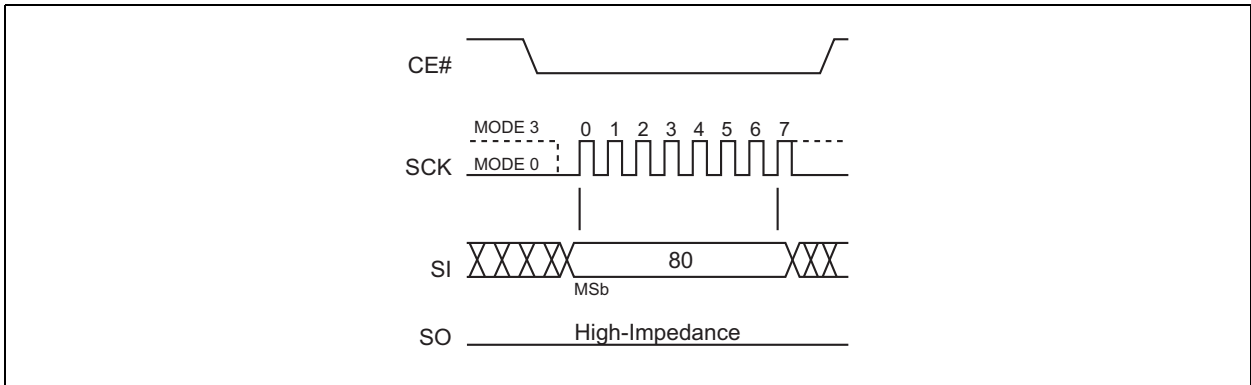 CE#
MODE 3 0 1 2 3 4 5 6 7
SCK MODE 0
SI 80
MSb
SO High-Impedance